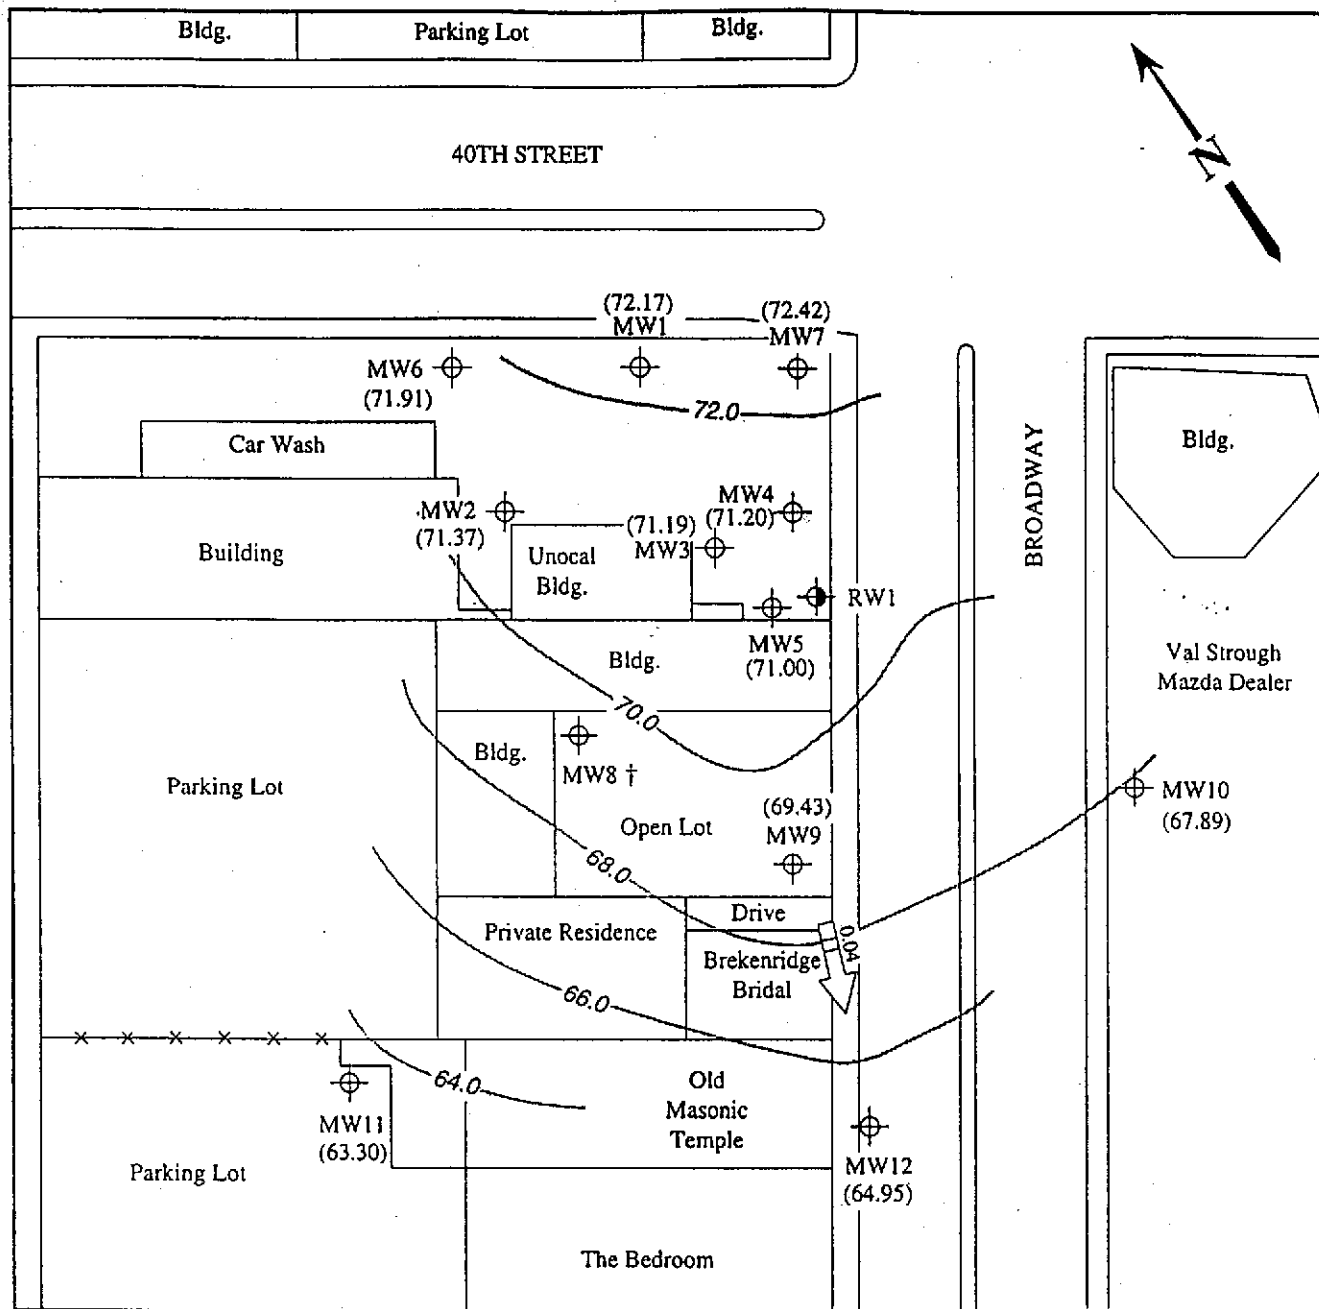 Bldg.
Parking Lot
Bldg.
N
40TH STREET
(72.17)
MW1
(72.42)
MW7
MW6
(71.91)
72.0
Car Wash
Bldg.
BROADWAY
MW2
(71.37)
MW4
(71.20)
(71.19)
MW3
Building
Unocal
Bldg.
RW1
MW5
(71.00)
Bldg.
Val Strough
Mazda Dealer
70.0
Bldg.
MW8 †
Parking Lot
(69.43)
MW9
MW10
(67.89)
Open Lot
68.0
Drive
Private Residence
0.04
Brekenridge
Bridal
66.0
64.0
Old
Masonic
Temple
MW11
(63.30)
Parking Lot
MW12
(64.95)
The Bedroom